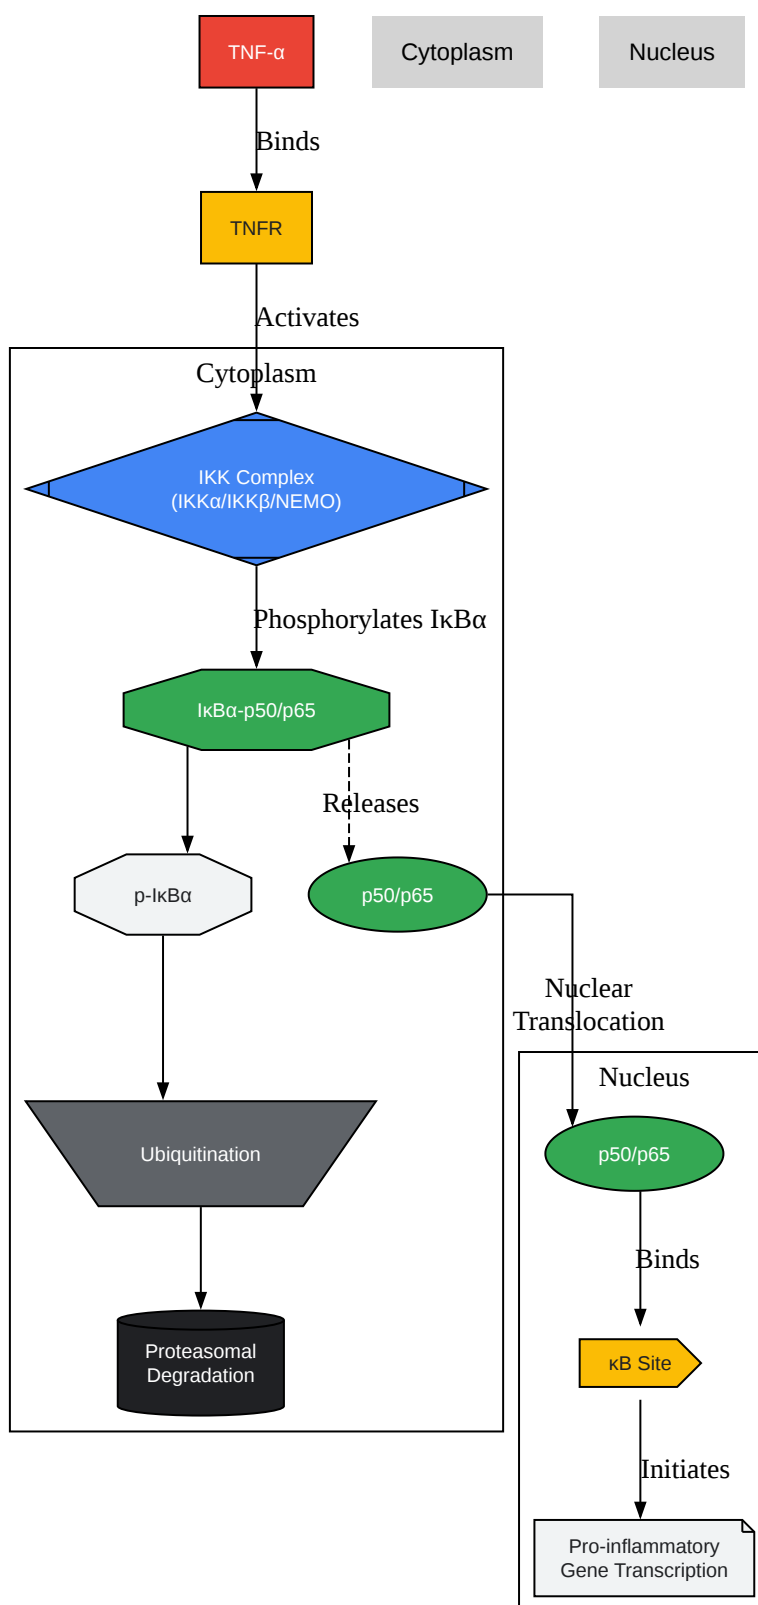 TNF-α
Cytoplasm
Nucleus
Binds
TNFR
Activates
Cytoplasm
IKK Complex
(IKKα/IKKβ/NEMO)
Phosphorylates IκBα
IκBα-p50/p65
Releases
p-IκBα
p50/p65
Nuclear
Translocation
Nucleus
Ubiquitination
p50/p65
Binds
Proteasomal
Degradation
κB Site
Initiates
Pro-inflammatory
Gene Transcription